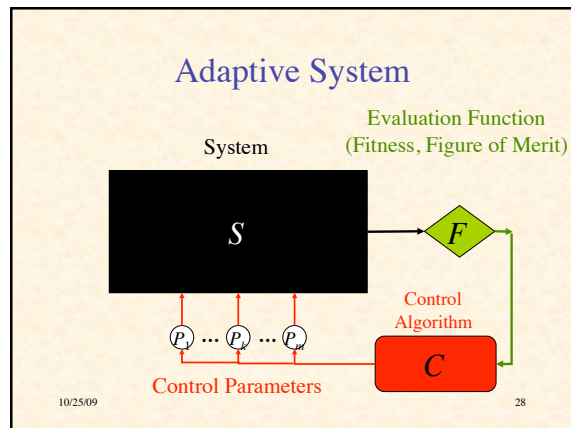 Adaptive System
Evaluation Function
(Fitness, Figure of Merit)
System
S
F
Control
Algorithm
P1 ... Pk ... Pm
C
Control Parameters
10/25/09
28